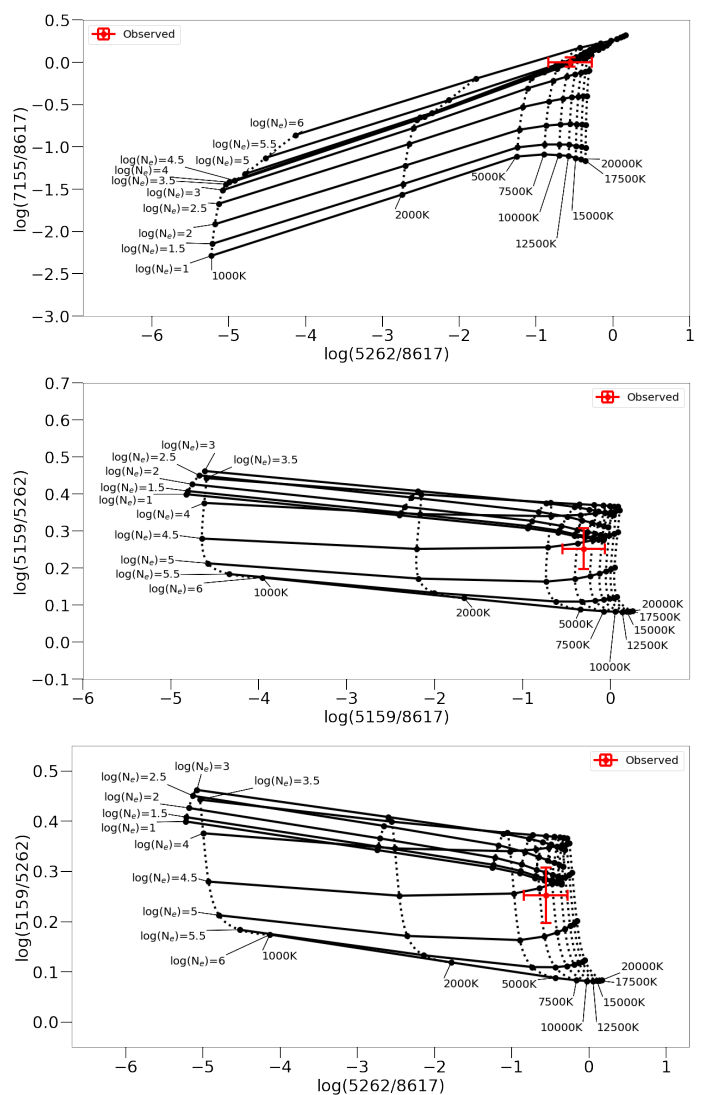 0.5
Observed
0.0
−0.5
log(Nₑ)=6
log(Nₑ)=5.5
−1.0
log(Nₑ)=4.5
log(Nₑ)=5
log(Nₑ)=4
log(Nₑ)=3.5
log(Nₑ)=3
log(Nₑ)=2.5
−1.5
5000K
20000K
7500K
17500K
2000K
10000K
15000K
−2.0
log(Nₑ)=2
12500K
log(Nₑ)=1.5
log(Nₑ)=1
1000K
−2.5
−3.0
log(7155/8617)
−6
−5
−4
−3
−2
−1
0
1
log(5262/8617)
0.7
Observed
0.6
0.5
log(Nₑ)=3
log(Nₑ)=2.5
log(Nₑ)=3.5
log(Nₑ)=2
log(Nₑ)=1.5
0.4
log(Nₑ)=1
log(Nₑ)=4
0.3
log(Nₑ)=4.5
log(Nₑ)=5
0.2
log(Nₑ)=5.5
log(Nₑ)=6
1000K
0.1
2000K
5000K
20000K
17500K
15000K
7500K
12500K
10000K
0.0
−0.1
log(5159/5262)
−6
−5
−4
−3
−2
−1
0
log(5159/8617)
Observed
0.5
log(Nₑ)=3
log(Nₑ)=2.5
log(Nₑ)=3.5
log(Nₑ)=2
log(Nₑ)=1.5
log(Nₑ)=1
0.4
log(Nₑ)=4
0.3
log(Nₑ)=4.5
log(Nₑ)=5
0.2
log(Nₑ)=5.5
log(Nₑ)=6
1000K
0.1
2000K
5000K
20000K
17500K
7500K
15000K
10000K
12500K
0.0
log(5159/5262)
−6
−5
−4
−3
−2
−1
0
1
log(5262/8617)